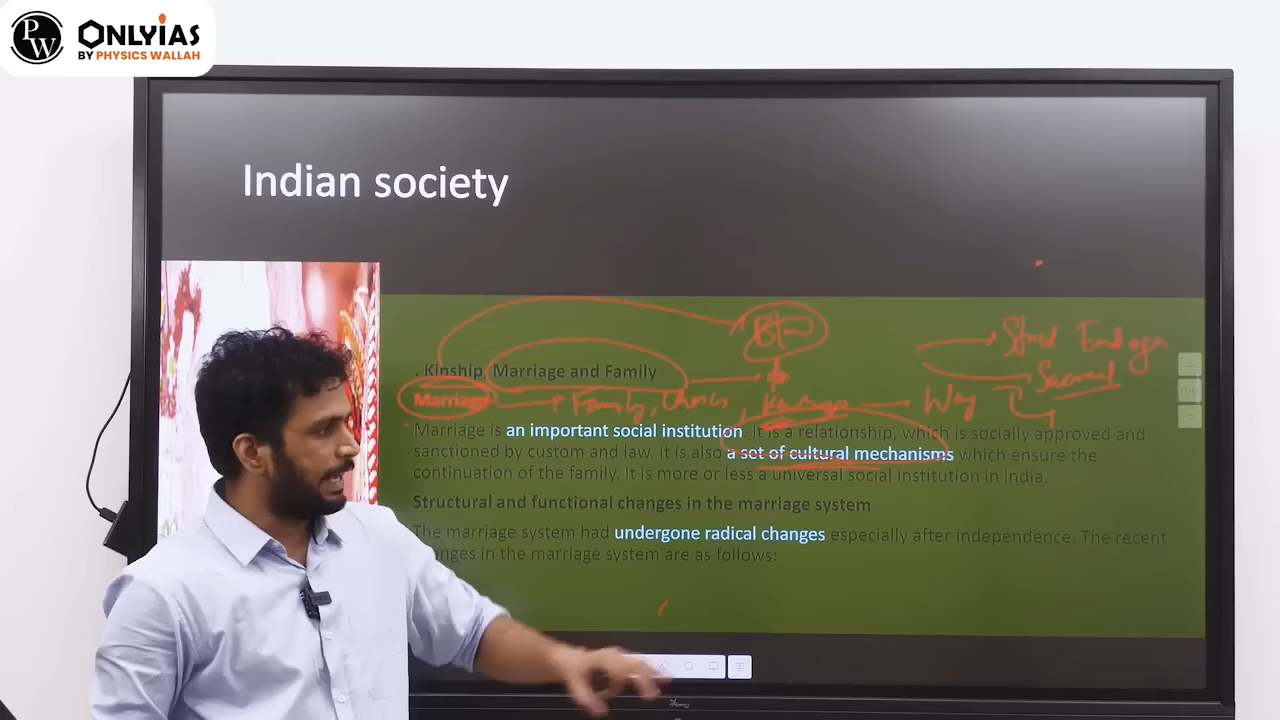 PW
ONLYIAS
BY PHYSICS WALLAH
Indian society
. Kinship, Marriage and Family
Marriage
Family,
Way
Sacred
Marriage is an important social institution. It is a relationship, which is socially approved and
sanctioned by custom and law. It is also a set of cultural mechanisms which ensure the
continuation of the family. It is more or less a universal social institution in India.
Structural and functional changes in the marriage system
The marriage system had undergone radical changes especially after independence. The recent
in the marriage system are as follows: